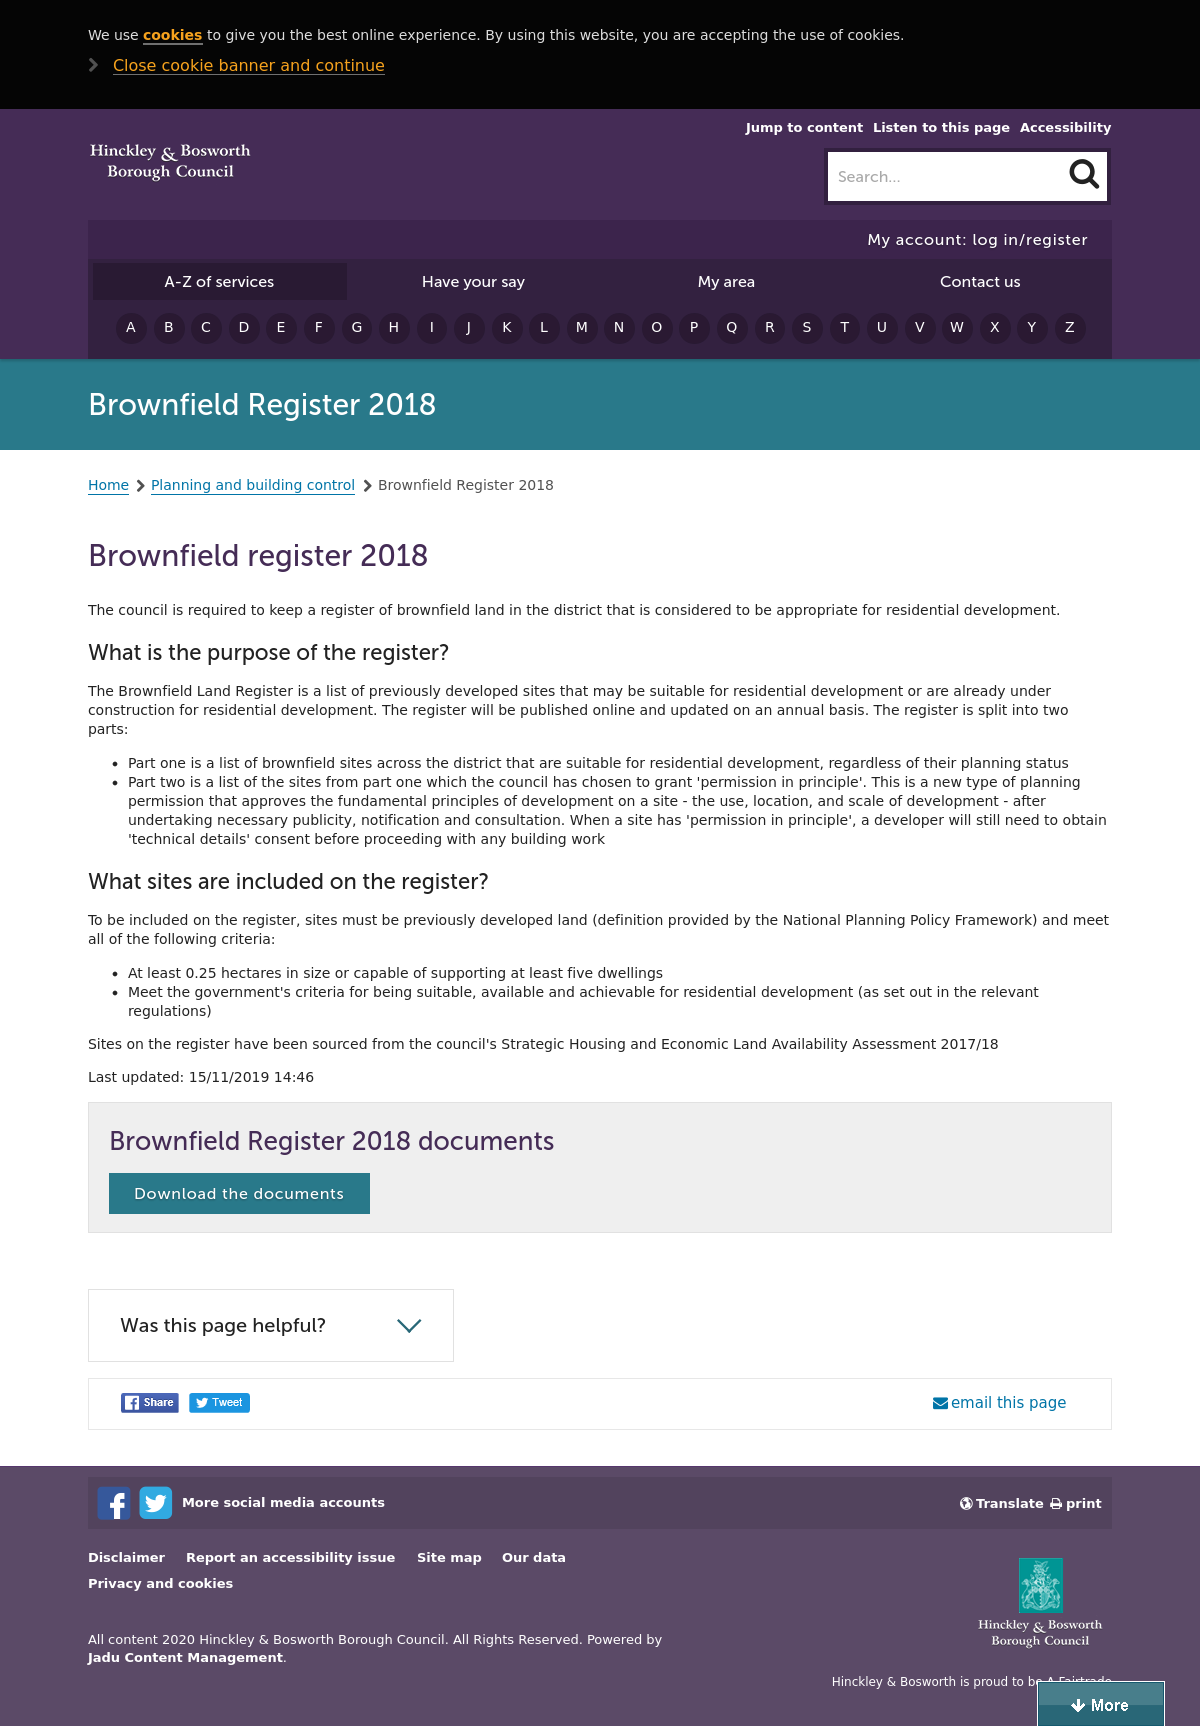 We use cookies to give you the best online experience. By using this website, you are accepting the use of cookies.
Close cookie banner and continue
Jump to content Listen to this page Accessibility
Hinckley & Bosworth
Borough Council
Search...
My account: log in/register
A-Z of services Have your say My area Contact us
A B C D E F G H I J K L M N O P Q R S T U V W X Y Z
Brownfield Register 2018
Home Planning and building control Brownfield Register 2018
Brownfield register 2018
The council is required to keep a register of brownfield land in the district that is considered to be appropriate for residential development.
What is the purpose of the register?
The Brownfield Land Register is a list of previously developed sites that may be suitable for residential development or are already under
construction for residential development. The register will be published online and updated on an annual basis. The register is split into two
parts:
• Part one is a list of brownfield sites across the district that are suitable for residential development, regardless of their planning status
• Part two is a list of the sites from part one which the council has chosen to grant 'permission in principle'. This is a new type of planning
permission that approves the fundamental principles of development on a site - the use, location, and scale of development - after
undertaking necessary publicity, notification and consultation. When a site has 'permission in principle', a developer will still need to obtain
'technical details' consent before proceeding with any building work
What sites are included on the register?
To be included on the register, sites must be previously developed land (definition provided by the National Planning Policy Framework) and meet
all of the following criteria:
• At least 0.25 hectares in size or capable of supporting at least five dwellings
• Meet the government's criteria for being suitable, available and achievable for residential development (as set out in the relevant
regulations)
Sites on the register have been sourced from the council's Strategic Housing and Economic Land Availability Assessment 2017/18
Last updated: 15/11/2019 14:46
Brownfield Register 2018 documents
Download the documents
Was this page helpful?
Share Tweet email this page
More social media accounts Translate print
Disclaimer Report an accessibility issue Site map Our data
Privacy and cookies
Hinckley & Bosworth
Borough Council
All content 2020 Hinckley & Bosworth Borough Council. All Rights Reserved. Powered by
Jadu Content Management.
Hinckley & Bosworth is proud to be A Fairtrade
More